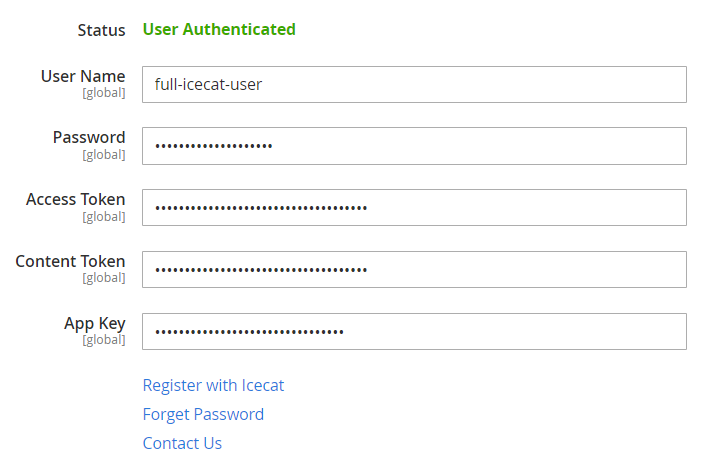 Status User Authenticated
User Name full-icecat-user
[global]
Password ••••••••••••••••••••
[global]
Access Token ••••••••••••••••••••••••••••••••••••
[global]
Content Token ••••••••••••••••••••••••••••••••••••
[global]
App Key ••••••••••••••••••••••••••••••••
[global]
Register with Icecat
Forget Password
Contact Us